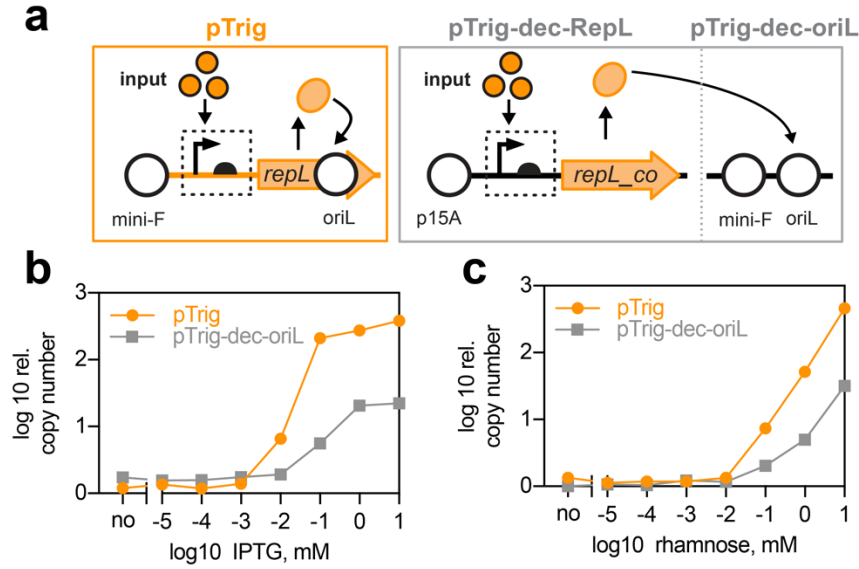 a
pTrig
pTrig-dec-RepL
pTrig-dec-oriL
input
input
repL
repL_co
mini-F
oriL
p15A
mini-F
oriL
b
3
2
1
0
log 10 rel.
copy number
pTrig
pTrig-dec-oriL
no -5 -4 -3 -2 -1 0 1
log10 IPTG, mM
c
3
2
1
0
log 10 rel.
copy number
pTrig
pTrig-dec-oriL
no -5 -4 -3 -2 -1 0 1
log10 rhamnose, mM